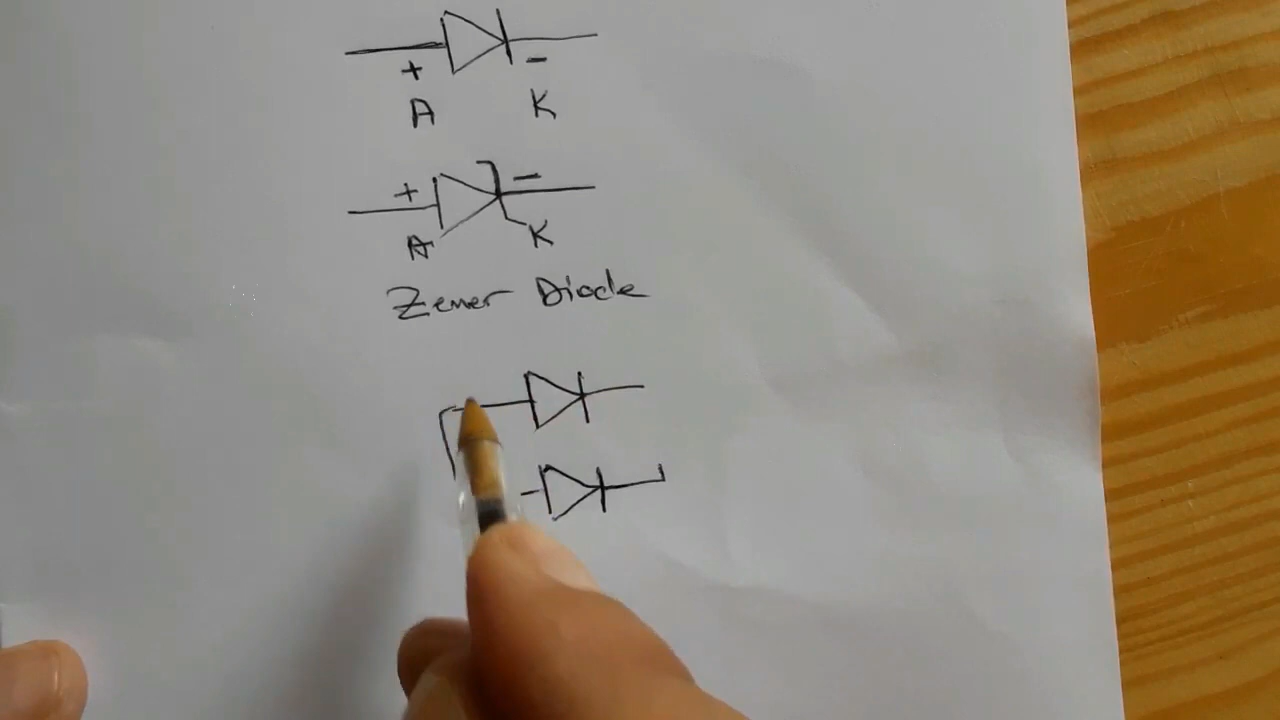 + -
A K
+ -
A K
Zener Diode